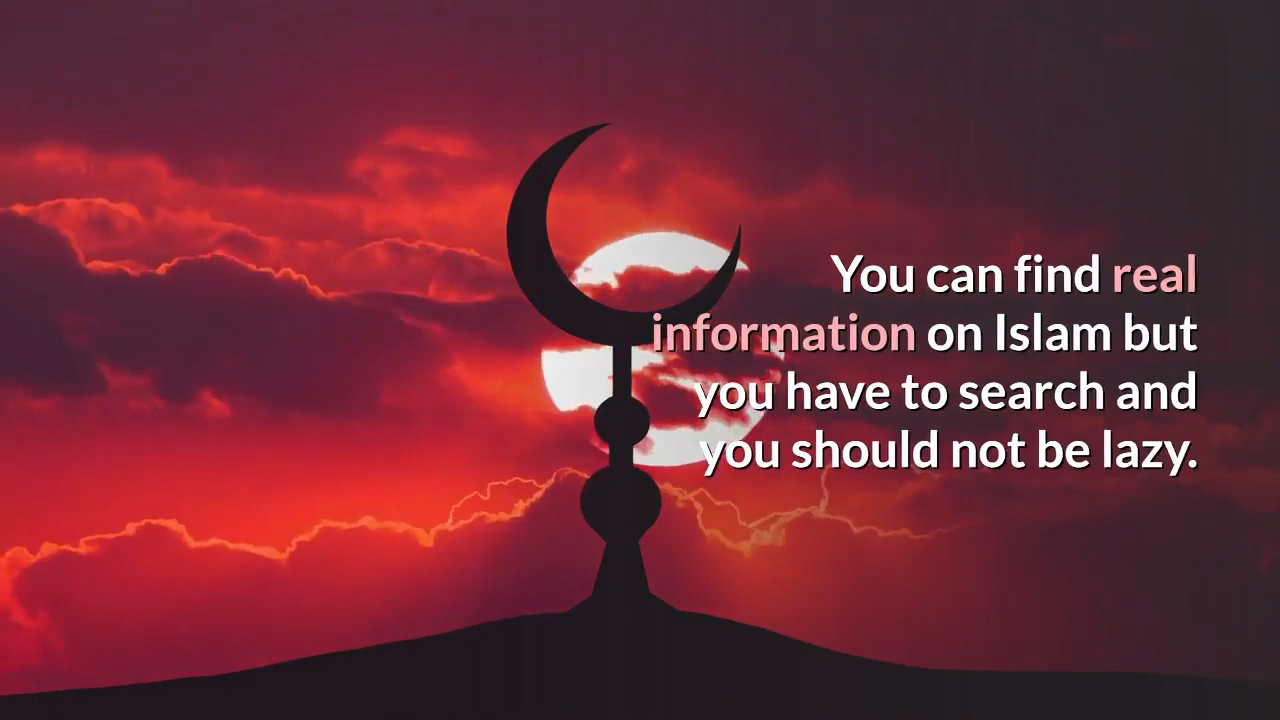 You can find real
information on Islam but
you have to search and
you should not be lazy.